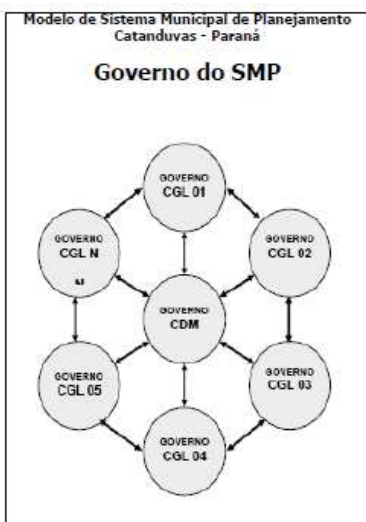 Modelo de Sistema Municipal de Planejamento
Catanduvas - Paraná
Governo do SMP
GOVERNO
CGL 01
GOVERNO
CGL N
GOVERNO
CGL 02
GOVERNO
CDM
GOVERNO
CGL 05
GOVERNO
CGL 03
GOVERNO
CGL 04